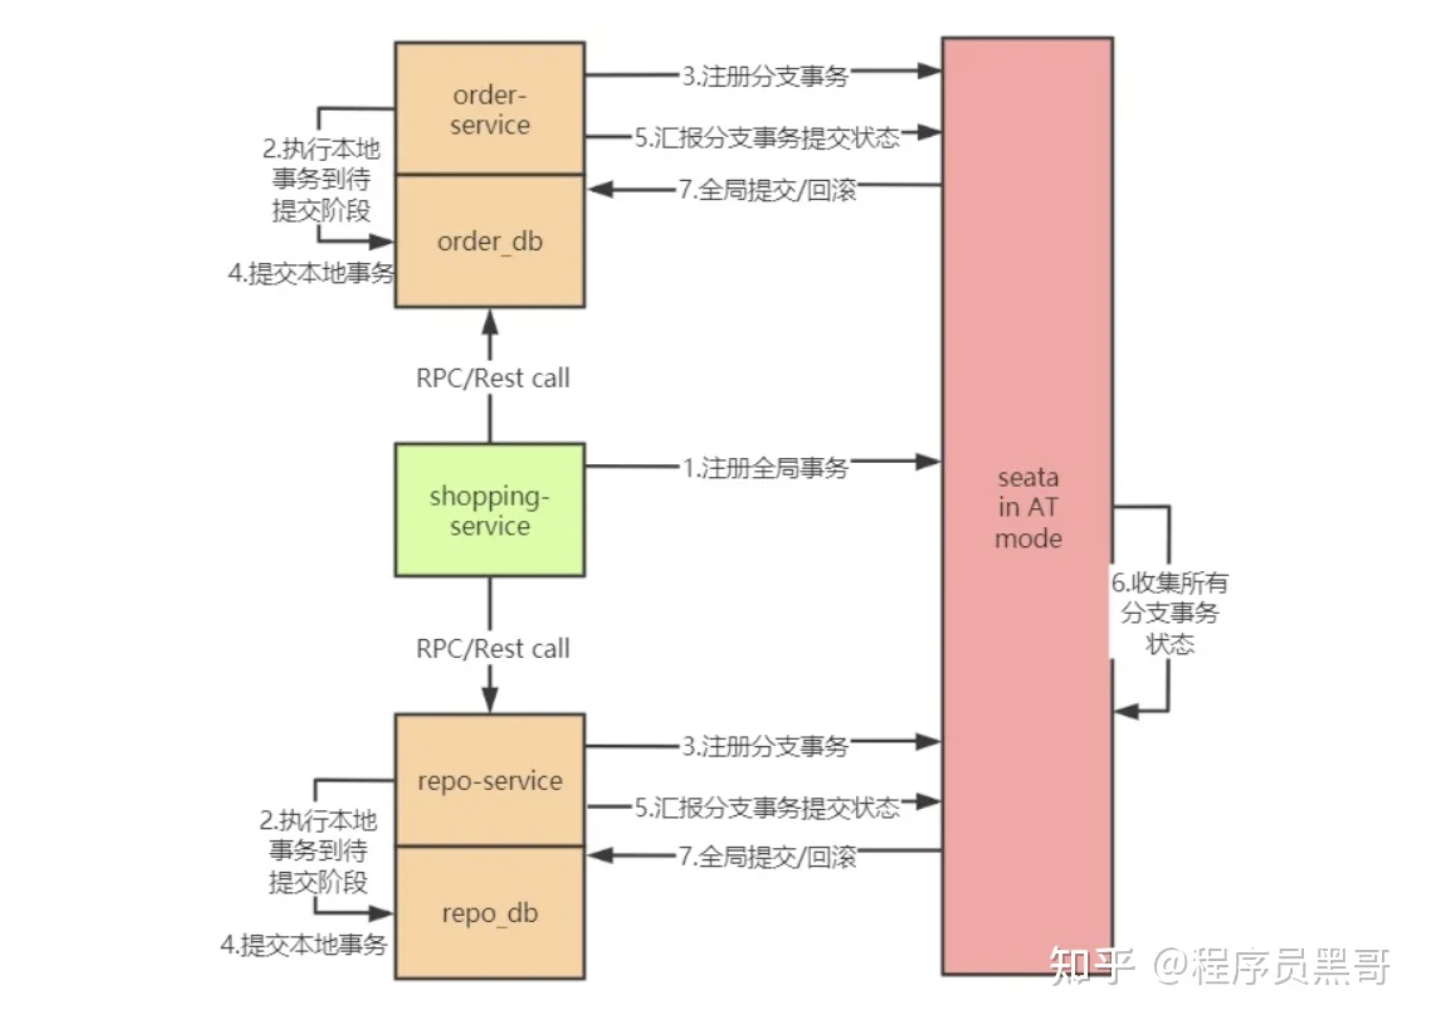 order-
service
3.注册分支事务
2.执行本地
事务到待
提交阶段
5.汇报分支事务提交状态
7.全局提交/回滚
order_db
4.提交本地事务
RPC/Rest call
shopping-
service
1.注册全局事务
seata
in AT
mode
6.收集所有
分支事务
状态
RPC/Rest call
repo-service
3.注册分支事务
2.执行本地
事务到待
提交阶段
5.汇报分支事务提交状态
7.全局提交/回滚
repo_db
4.提交本地事务
知乎 @程序员黑哥